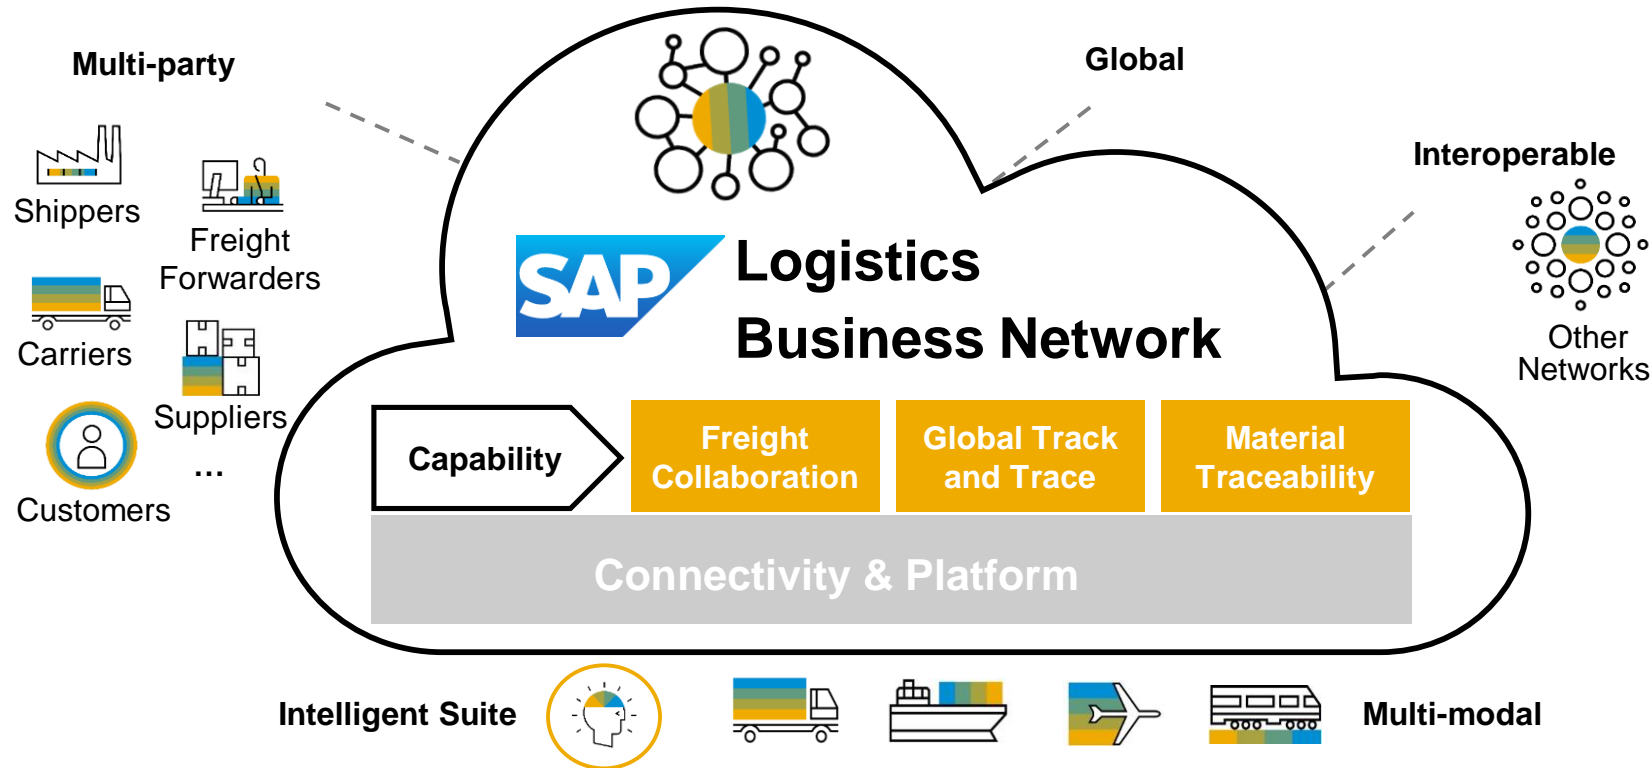 Multi-party
Global
Interoperable
Shippers
Freight
Forwarders
Carriers
Suppliers
Customers
...
SAP
Logistics
Business Network
Other
Networks
Capability
Freight
Collaboration
Global Track
and Trace
Material
Traceability
Connectivity & Platform
Intelligent Suite
Multi-modal